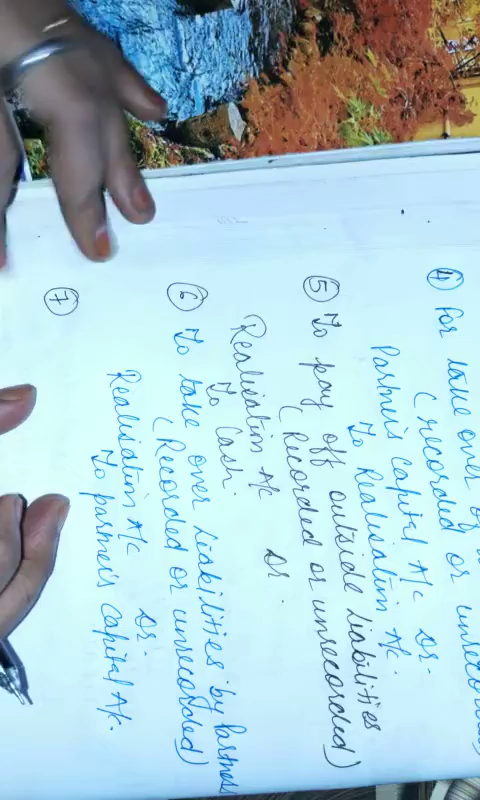 ④ For take over
(recorded or
Partner's capital A/c Dr.
To Realisation A/c.
⑤ To pay off outside liabilities
(Recorded or unrecorded)
Realisation A/c Dr.
To Cash.
⑥ To take over liabilities by Partners
(Recorded or unrecorded)
Realisation A/c Dr.
To partner's capital A/c.
⑦